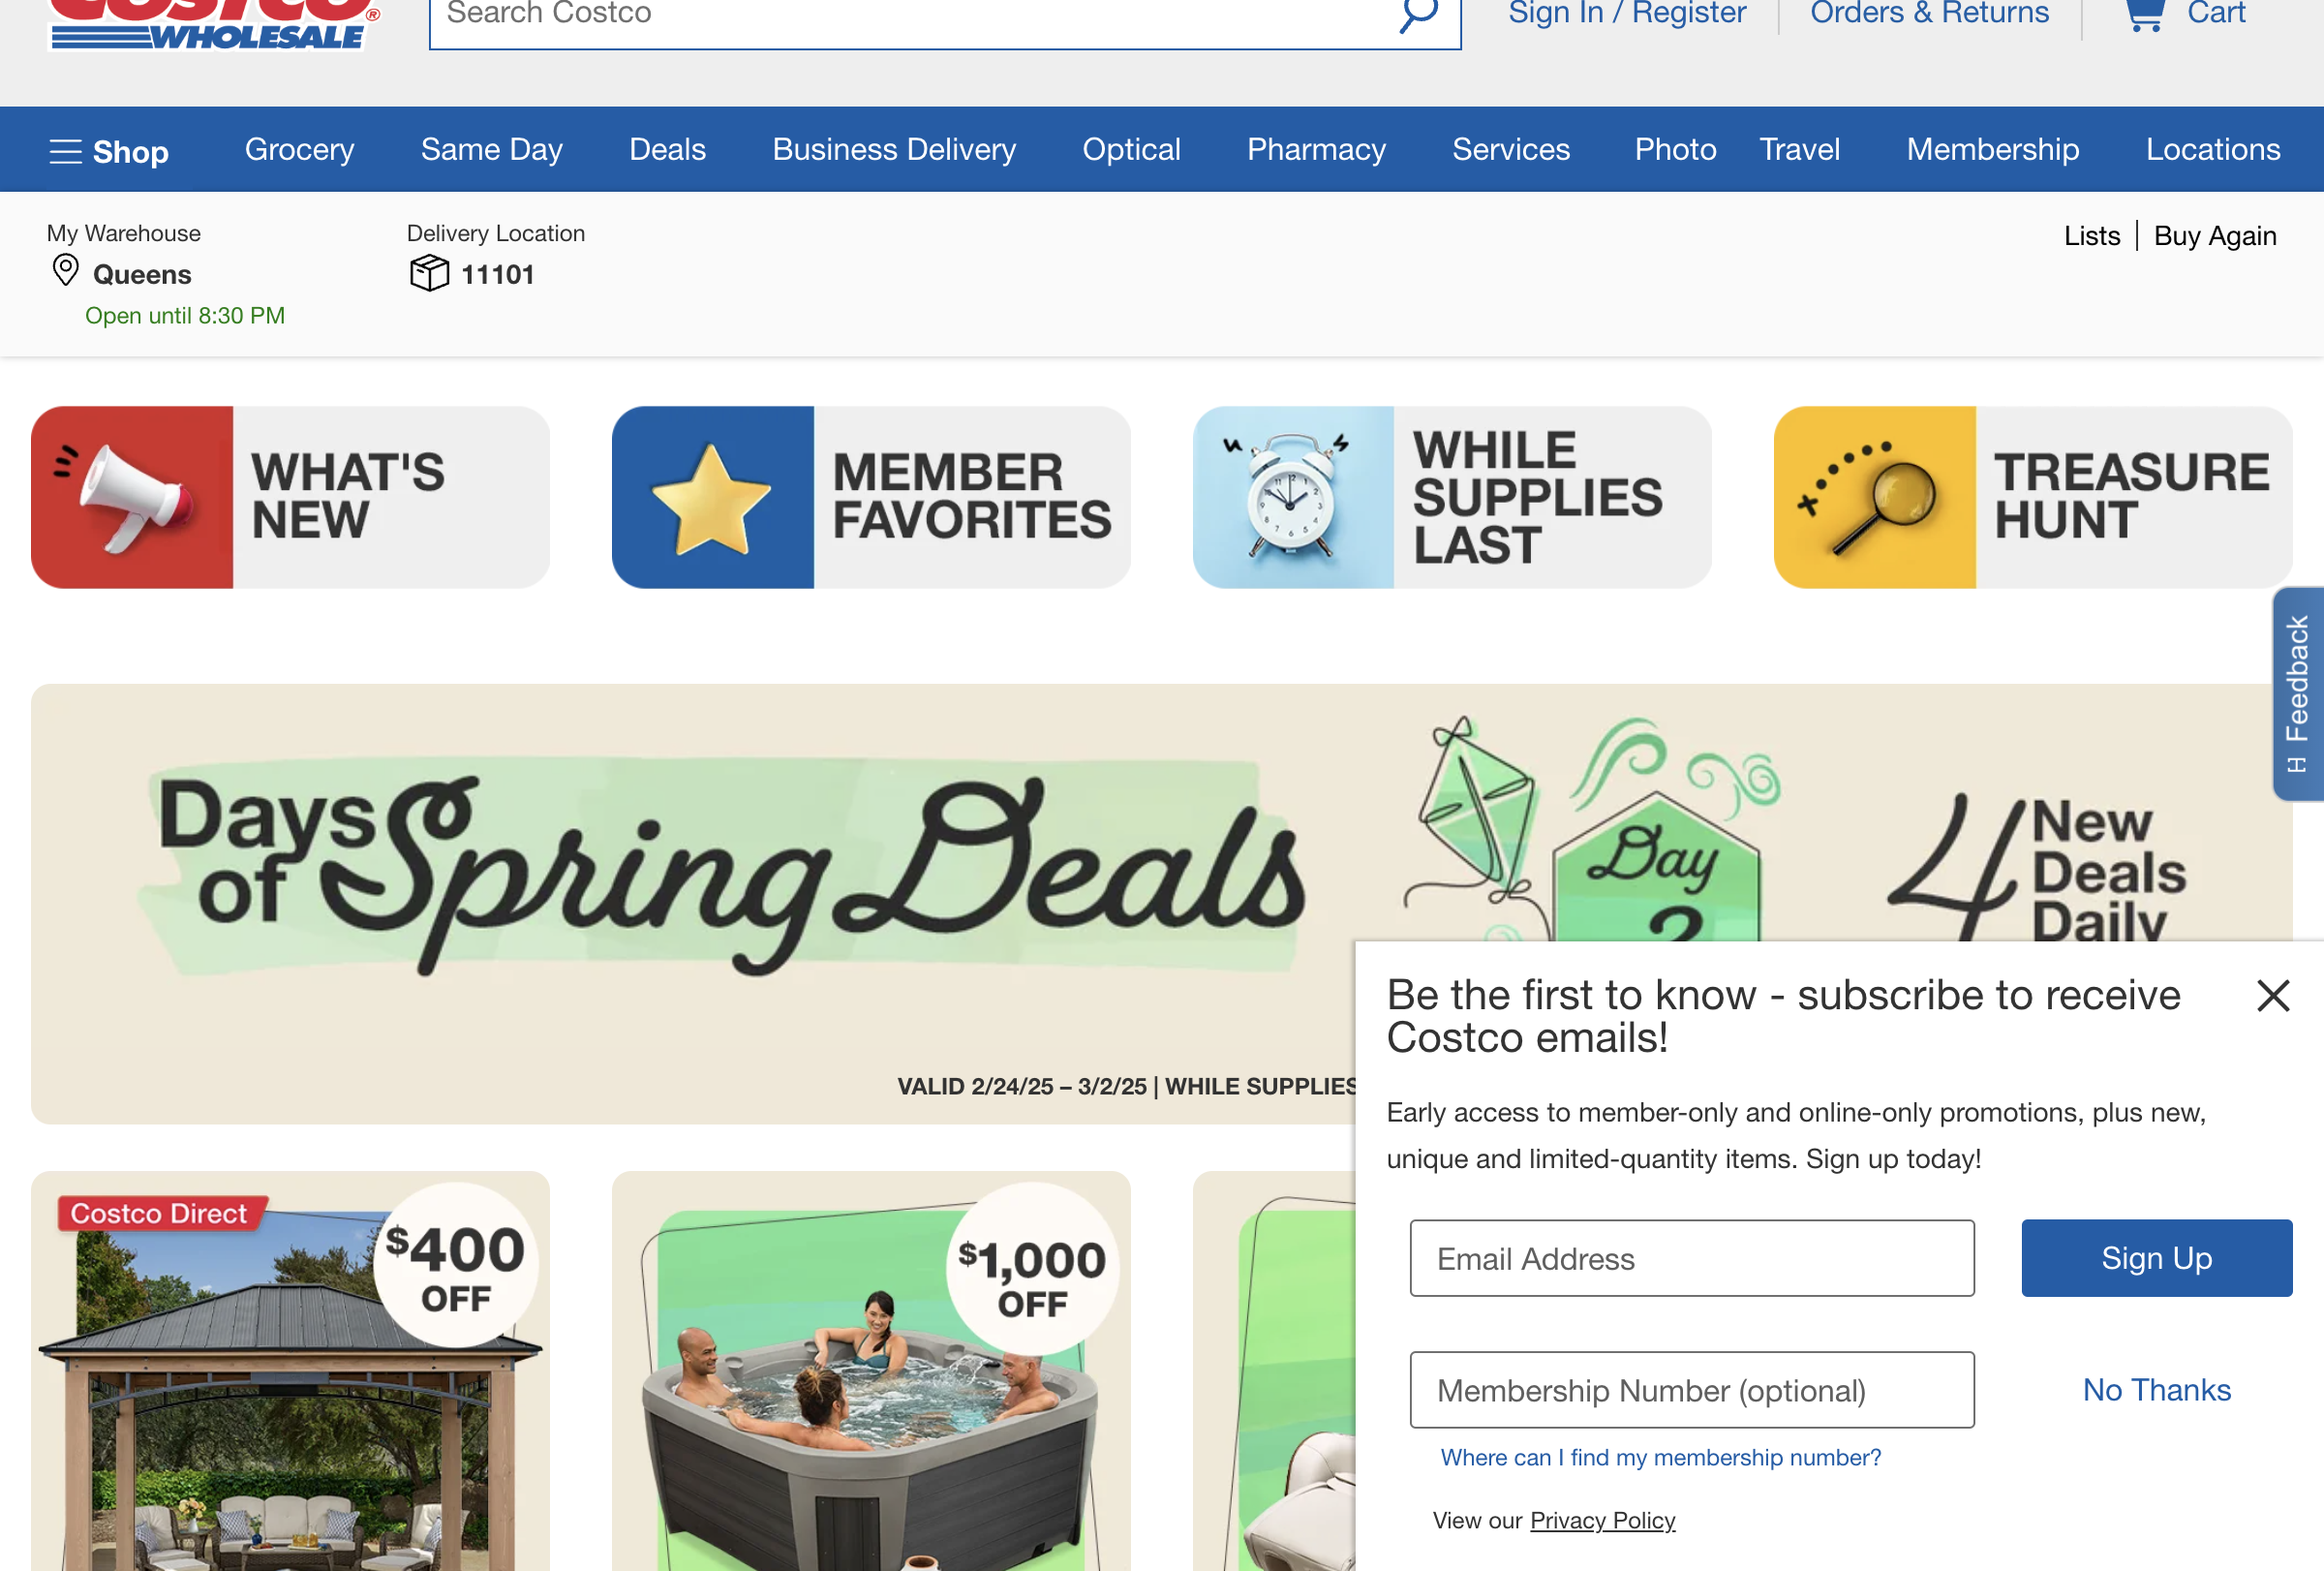 COSTCO®
WHOLESALE
Search Costco
Sign In / Register
Orders & Returns
Cart
Shop
Grocery
Same Day
Deals
Business Delivery
Optical
Pharmacy
Services
Photo
Travel
Membership
Locations
My Warehouse
Queens
Open until 8:30 PM
Delivery Location
11101
Lists
Buy Again
WHAT'S
NEW
MEMBER
FAVORITES
WHILE
SUPPLIES
LAST
TREASURE
HUNT
Feedback
Days
of Spring Deals
Day
4 New
Deals
Daily
VALID 2/24/25 – 3/2/25 | WHILE SUPPLIES
Costco Direct
$400
OFF
$1,000
OFF
Be the first to know - subscribe to receive
Costco emails!
Early access to member-only and online-only promotions, plus new,
unique and limited-quantity items. Sign up today!
Email Address
Sign Up
Membership Number (optional)
No Thanks
Where can I find my membership number?
View our Privacy Policy